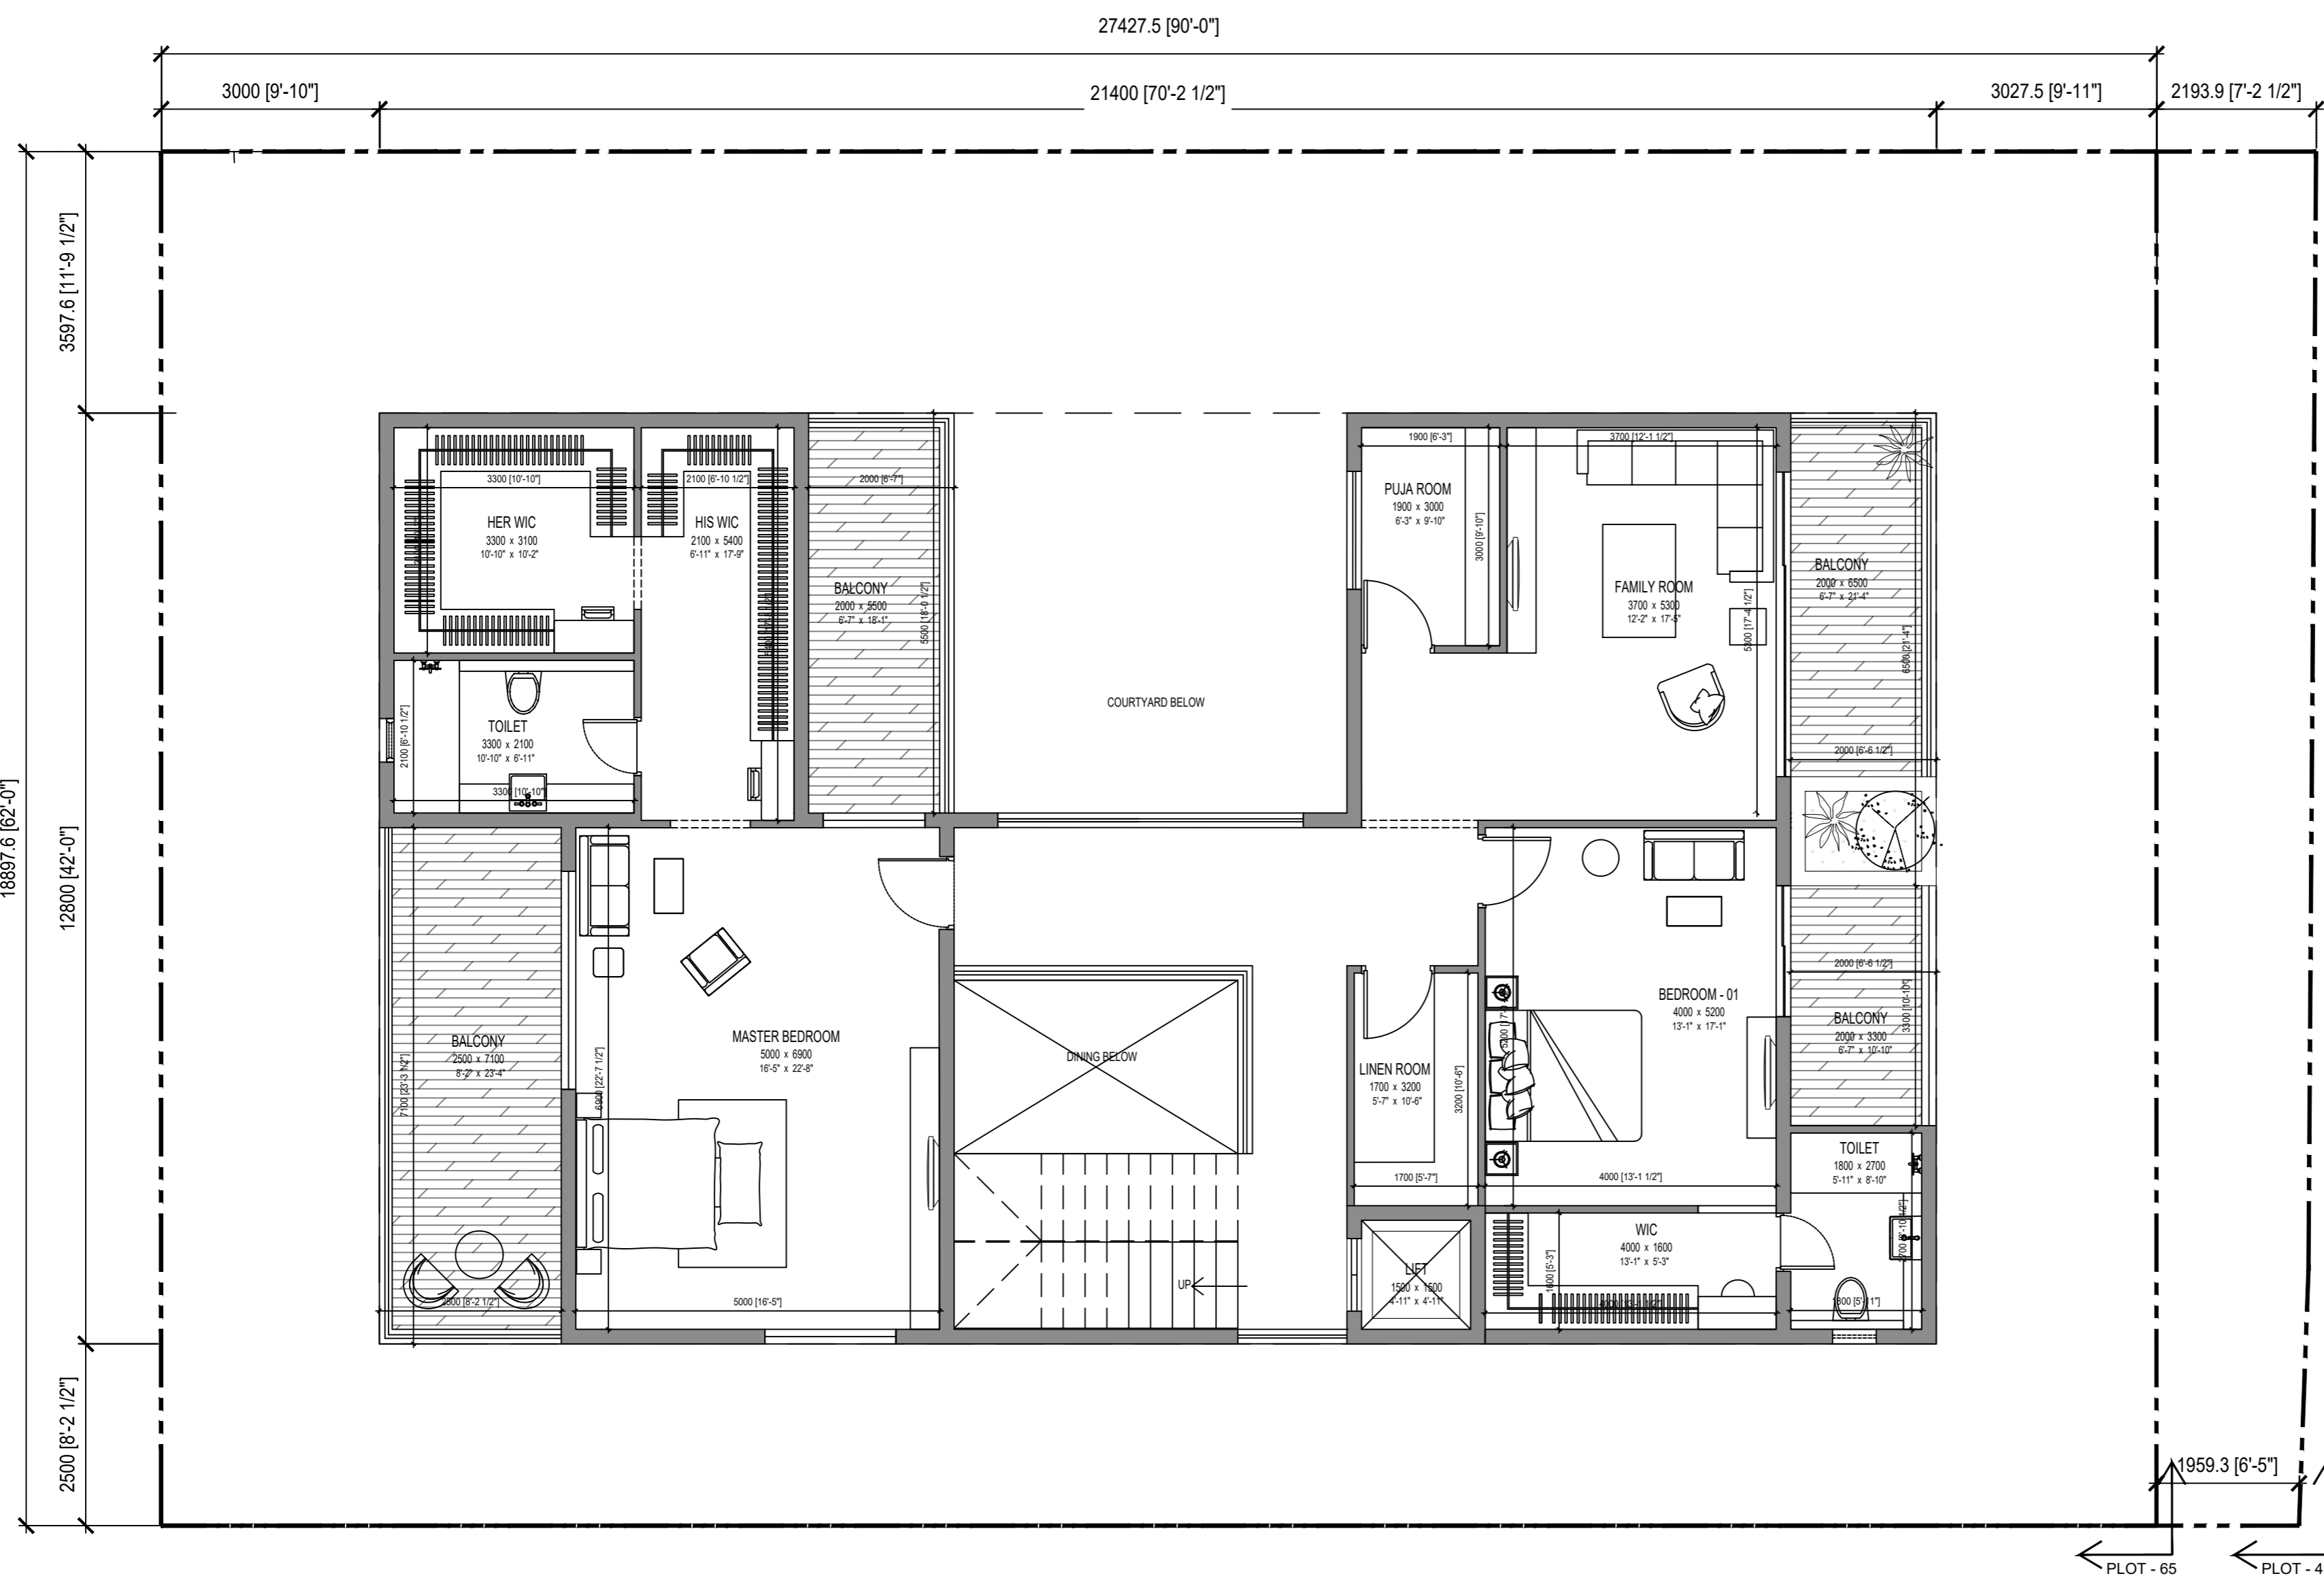 27427.5 [90'-0"]
3000 [9'-10"]
21400 [70'-2 1/2"]
3027.5 [9'-11"]
2193.9 [7'-2 1/2"]
3597.6 [11'-9 1/2"]
18897.6 [62'-0"]
12800 [42'-0"]
2500 [8'-2 1/2"]
3300 [10'-10"]
2100 [6'-10 1/2"]
2000 [6'-7"]
HER WIC
3300 x 3100
10'-10" x 10'-2"
HIS WIC
2100 x 5400
6'-11" x 17'-9"
BALCONY
2000 x 5500
6'-7" x 18'-1"
5500 [18'-0 1/2"]
COURTYARD BELOW
1900 [6'-3"]
3700 [12'-1 1/2"]
PUJA ROOM
1900 x 3000
6'-3" x 9'-10"
3000 [9'-10"]
FAMILY ROOM
3700 x 5300
12'-2" x 17'-5"
5300 [17'-4 1/2"]
BALCONY
2000 x 6500
6'-7" x 21'-4"
6500 [21'-4"]
2000 [6'-6 1/2"]
TOILET
3300 x 2100
10'-10" x 6'-11"
2100 [6'-10 1/2"]
3300 [10'-10"]
BALCONY
2500 x 7100
8'-2" x 23'-4"
7100 [23'-3 1/2"]
MASTER BEDROOM
5000 x 6900
16'-5" x 22'-8"
6900 [22'-7 1/2"]
5000 [16'-5"]
DINING BELOW
UP
LINEN ROOM
1700 x 3200
5'-7" x 10'-6"
3200 [10'-6"]
1700 [5'-7"]
BEDROOM - 01
4000 x 5200
13'-1" x 17'-1"
4000 [13'-1 1/2"]
2000 [6'-6 1/2"]
BALCONY
2000 x 3300
6'-7" x 10'-10"
3300 [10'-10"]
TOILET
1800 x 2700
5'-11" x 8'-10"
WIC
4000 x 1600
13'-1" x 5'-3"
1600 [5'-3"]
LIFT
1500 x 1500
4'-11" x 4'-11"
1959.3 [6'-5"]
PLOT - 65
PLOT - 4